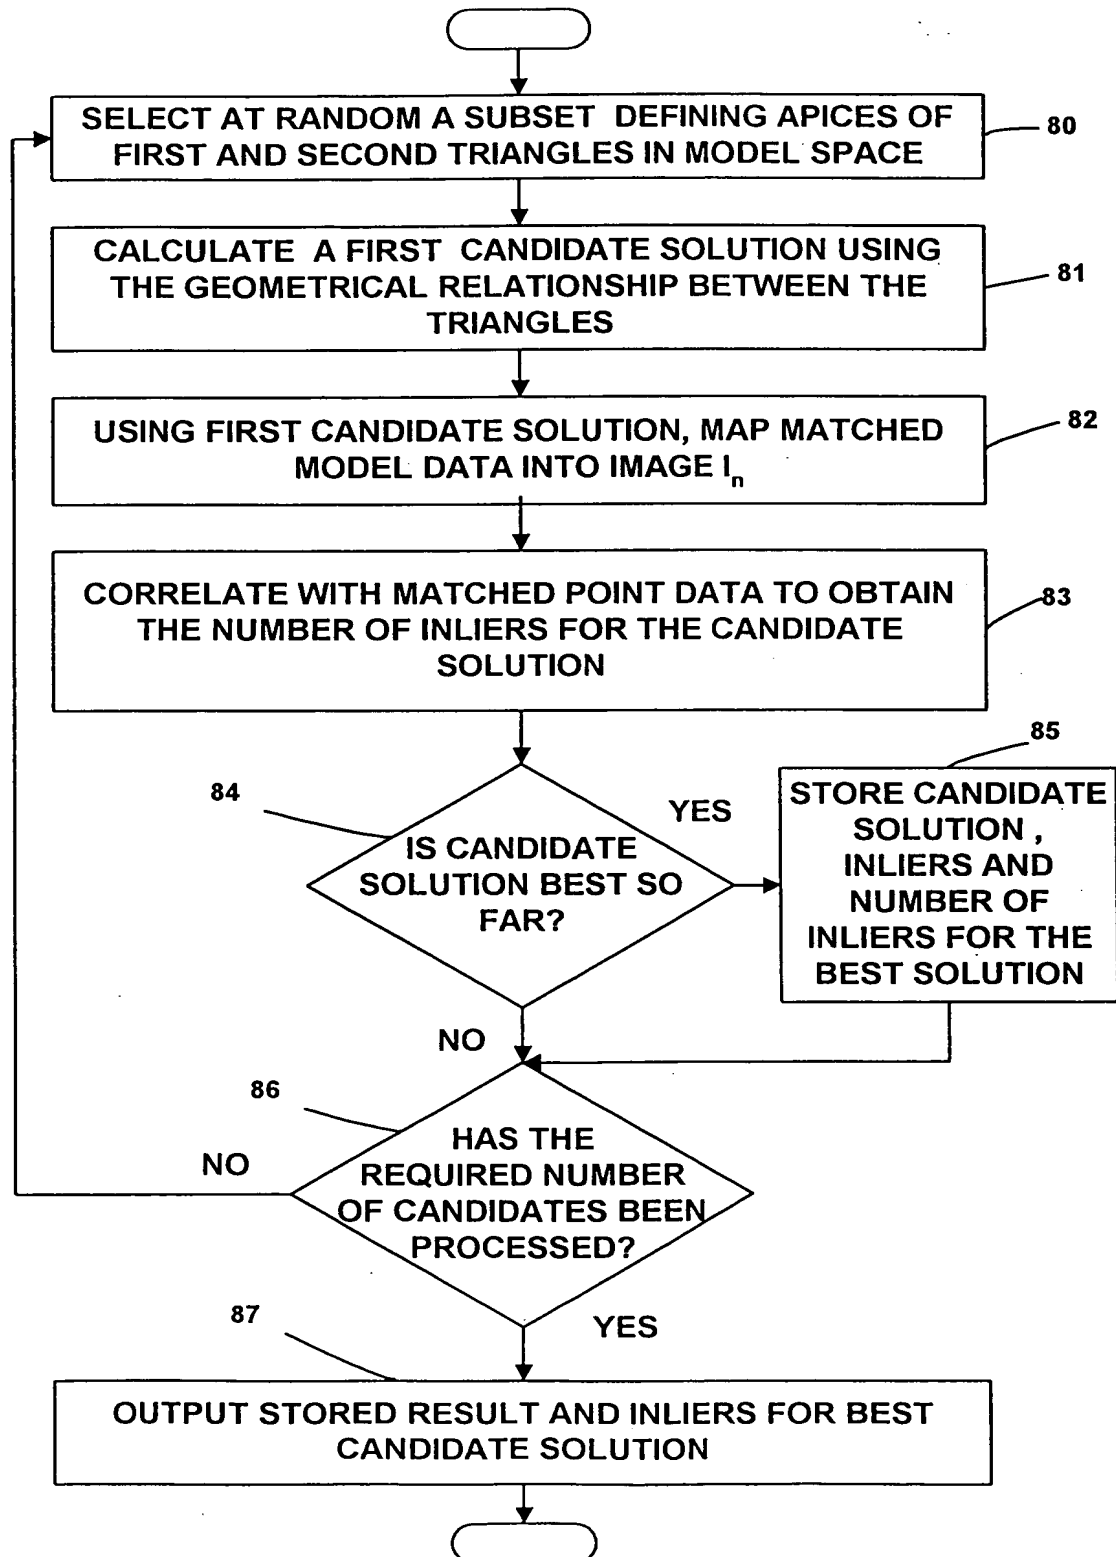 SELECT AT RANDOM A SUBSET DEFINING APICES OF
FIRST AND SECOND TRIANGLES IN MODEL SPACE
80
CALCULATE A FIRST CANDIDATE SOLUTION USING
THE GEOMETRICAL RELATIONSHIP BETWEEN THE
TRIANGLES
81
USING FIRST CANDIDATE SOLUTION, MAP MATCHED
MODEL DATA INTO IMAGE Iₙ
82
CORRELATE WITH MATCHED POINT DATA TO OBTAIN
THE NUMBER OF INLIERS FOR THE CANDIDATE
SOLUTION
83
84
IS CANDIDATE
SOLUTION BEST SO
FAR?
YES
85
STORE CANDIDATE
SOLUTION ,
INLIERS AND
NUMBER OF
INLIERS FOR THE
BEST SOLUTION
NO
86
HAS THE
REQUIRED NUMBER
OF CANDIDATES BEEN
PROCESSED?
NO
YES
87
OUTPUT STORED RESULT AND INLIERS FOR BEST
CANDIDATE SOLUTION